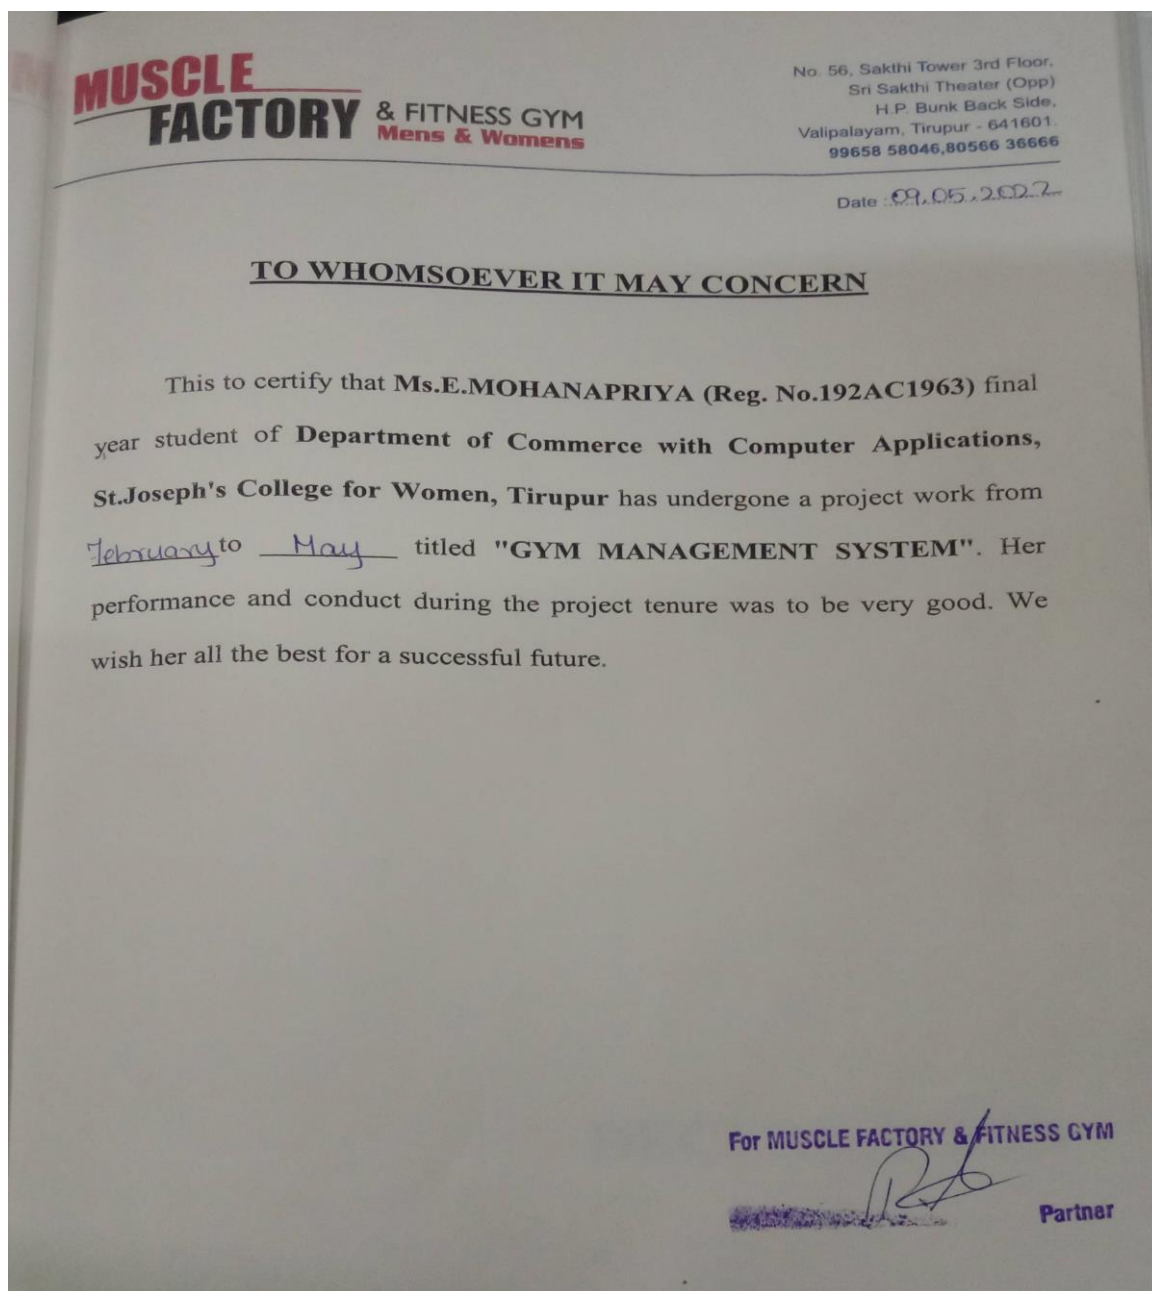 MUSCLE
FACTORY & FITNESS GYM
Mens & Womens
No. 56, Sakthi Tower 3rd Floor,
Sri Sakthi Theater (Opp)
H.P. Bunk Back Side,
Valipalayam, Tirupur - 641601.
99658 58046,80566 36666
Date : 09.05.2022
TO WHOMSOEVER IT MAY CONCERN
This to certify that Ms.E.MOHANAPRIYA (Reg. No.192AC1963) final
year student of Department of Commerce with Computer Applications,
St.Joseph's College for Women, Tirupur has undergone a project work from
February to May titled "GYM MANAGEMENT SYSTEM". Her
performance and conduct during the project tenure was to be very good. We
wish her all the best for a successful future.
For MUSCLE FACTORY & FITNESS GYM
Partner